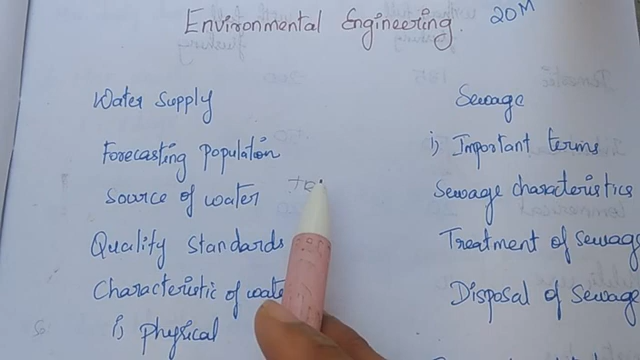 Environmental Engineering. 20M
Water Supply
Forecasting Population
Source of water
Quality standards
Characteristic of wate
i) Physical
Sewage
i) Important terms
Sewage characteristics
Treatment of sewage
Disposal of Sewage